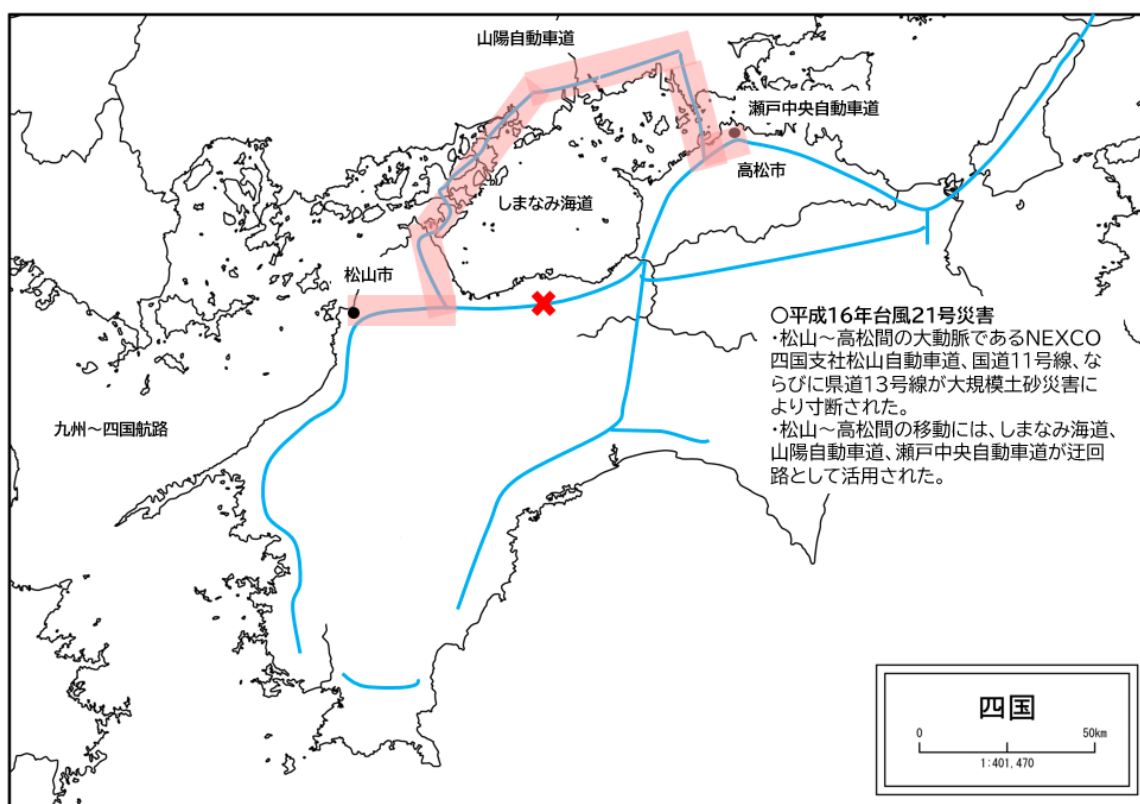 山陽自動車道
瀬戸中央自動車道
高松市
しまなみ海道
松山市
九州～四国航路
○平成16年台風21号災害
・松山～高松間の大動脈であるNEXCO
四国支社松山自動車道、国道11号線、な
らびに県道13号線が大規模土砂災害に
より寸断された。
・松山～高松間の移動には、しまなみ海道、
山陽自動車道、瀬戸中央自動車道が迂回
路として活用された。
四国
0 50km
1:401,470